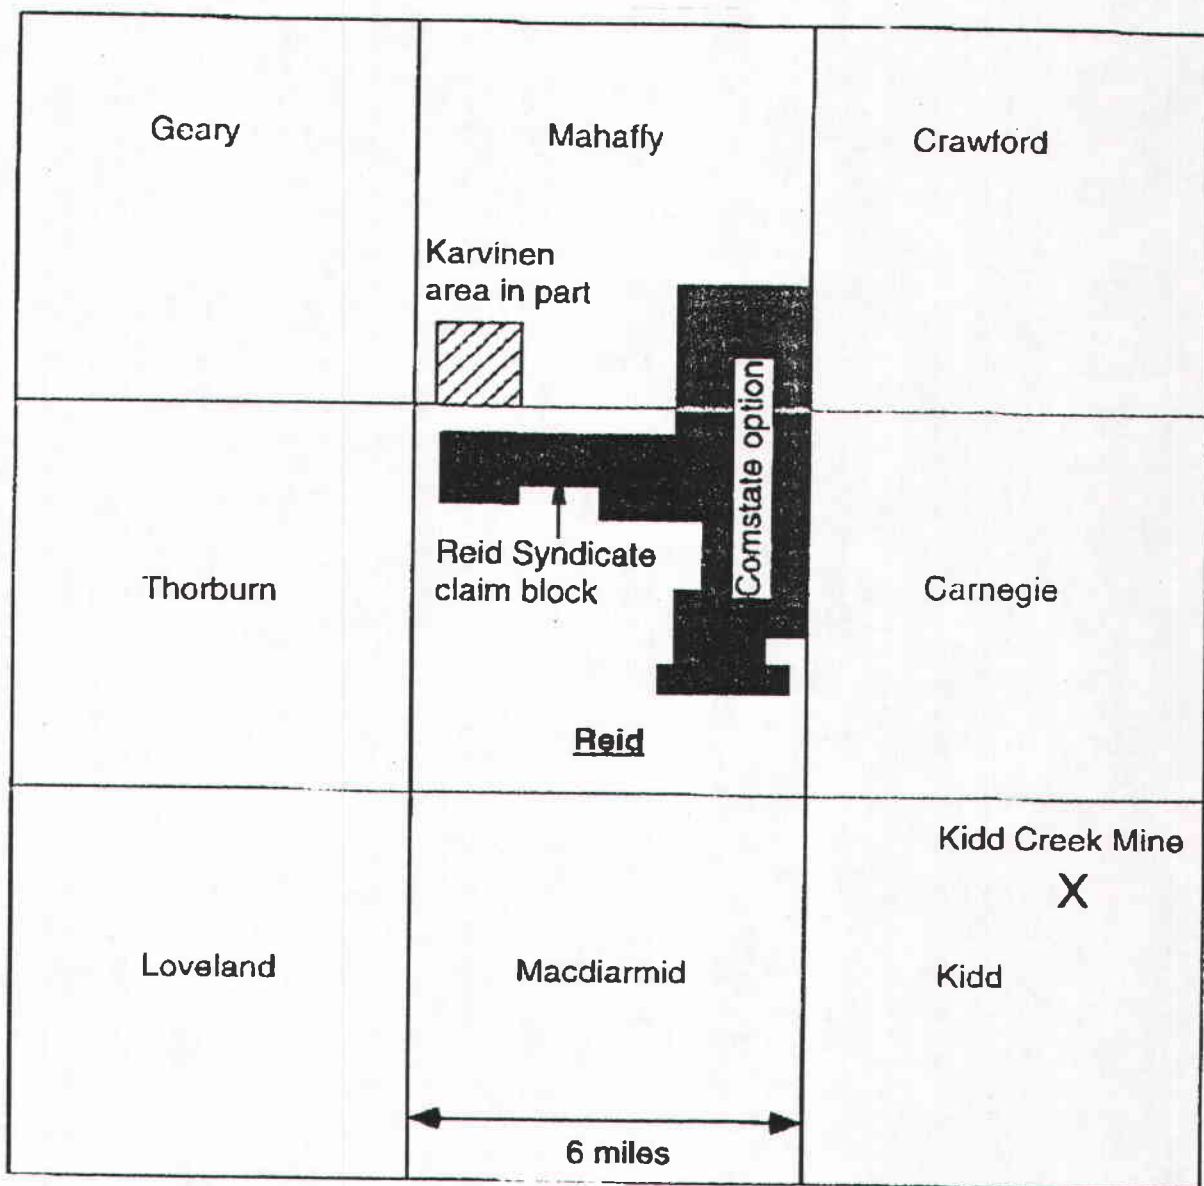 Geary
Mahaffy
Crawford
Karvinen
area in part
Comstate option
Reid Syndicate
claim block
Thorburn
Carnegie
Reid
Kidd Creek Mine
X
Loveland
Macdiarmid
Kidd
6 miles